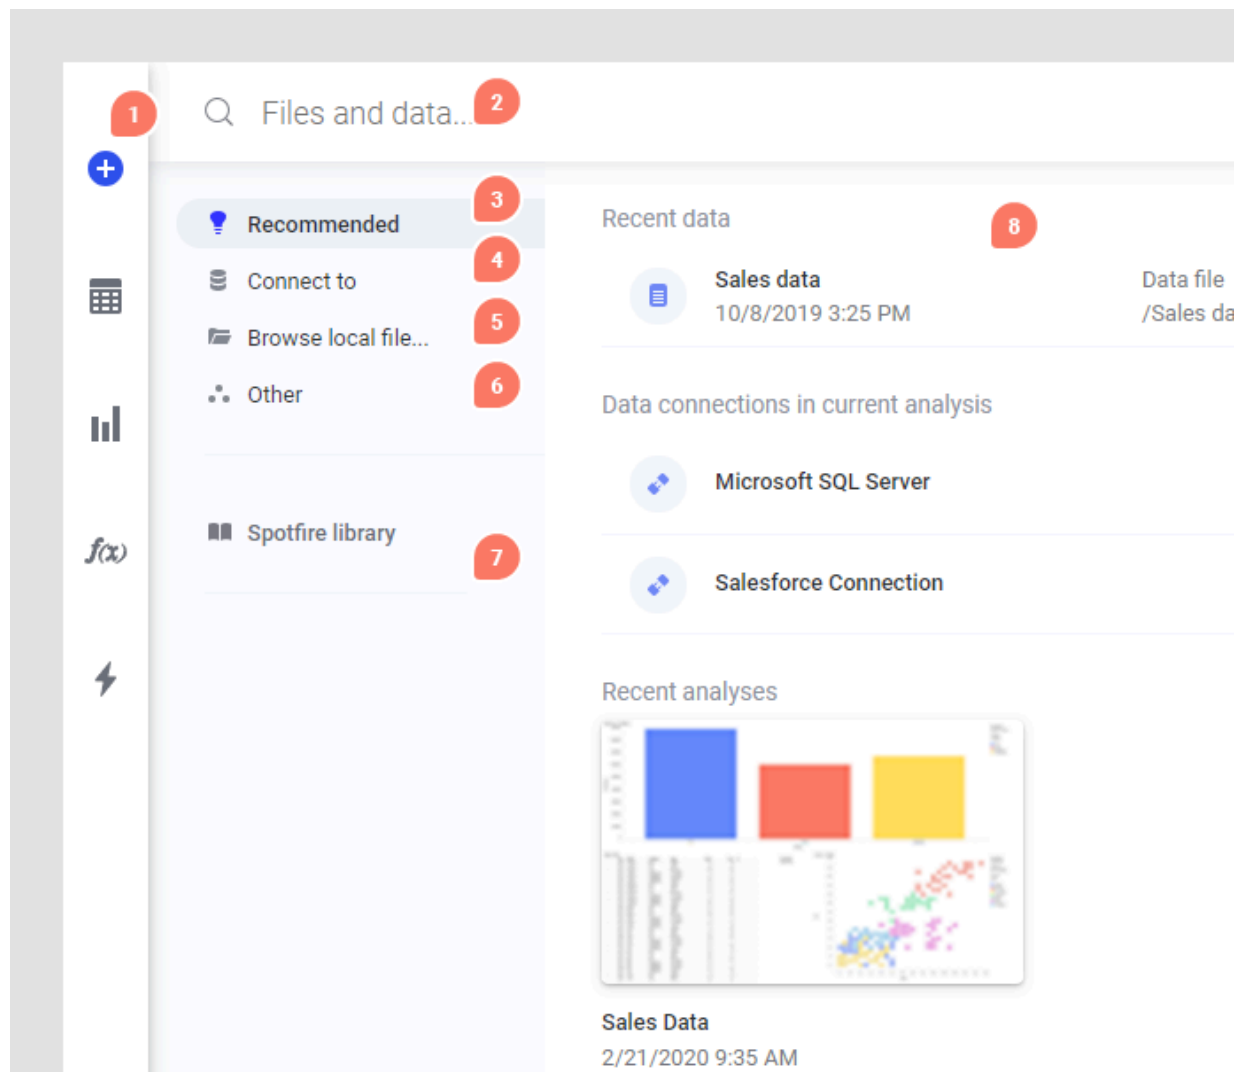 1
Files and data...
2
Recommended
3
Connect to
4
Browse local file...
5
Other
6
Spotfire library
7
f(x)
Recent data
8
Sales data
10/8/2019 3:25 PM
Data file
/Sales da
Data connections in current analysis
Microsoft SQL Server
Salesforce Connection
Recent analyses
Sales Data
2/21/2020 9:35 AM